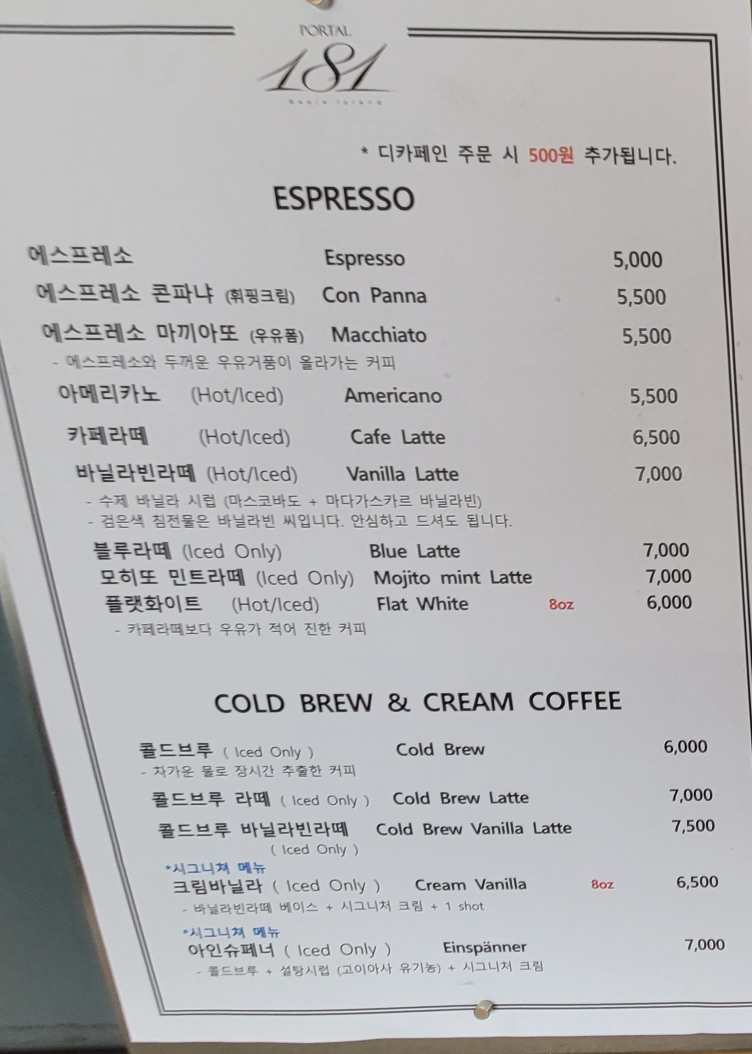 PORTAL
181
* 디카페인 주문 시 500원 추가됩니다.
ESPRESSO
에스프레소 Espresso 5,000
에스프레소 콘파냐 (휘핑크림) Con Panna 5,500
에스프레소 마끼아또 (우유폼) Macchiato 5,500
- 에스프레소와 두꺼운 우유거품이 올라가는 커피
아메리카노 (Hot/Iced) Americano 5,500
카페라떼 (Hot/Iced) Cafe Latte 6,500
바닐라빈라떼 (Hot/Iced) Vanilla Latte 7,000
- 수제 바닐라 시럽 (마스코바도 + 마다가스카르 바닐라빈)
- 검은색 침전물은 바닐라빈 씨입니다. 안심하고 드셔도 됩니다.
블루라떼 (Iced Only) Blue Latte 7,000
모히또 민트라떼 (Iced Only) Mojito mint Latte 7,000
플랫화이트 (Hot/Iced) Flat White 8oz 6,000
- 카페라떼보다 우유가 적어 진한 커피
COLD BREW & CREAM COFFEE
콜드브루 ( Iced Only ) Cold Brew 6,000
- 차가운 물로 장시간 추출한 커피
콜드브루 라떼 ( Iced Only ) Cold Brew Latte 7,000
콜드브루 바닐라빈라떼 Cold Brew Vanilla Latte 7,500
( Iced Only )
*시그니쳐 메뉴
크림바닐라 ( Iced Only ) Cream Vanilla 8oz 6,500
- 바닐라빈라떼 베이스 + 시그니처 크림 + 1 shot
*시그니쳐 메뉴
아인슈페너 ( Iced Only ) Einspänner 7,000
- 콜드브루 + 설탕시럽 (고이아사 유기농) + 시그니처 크림